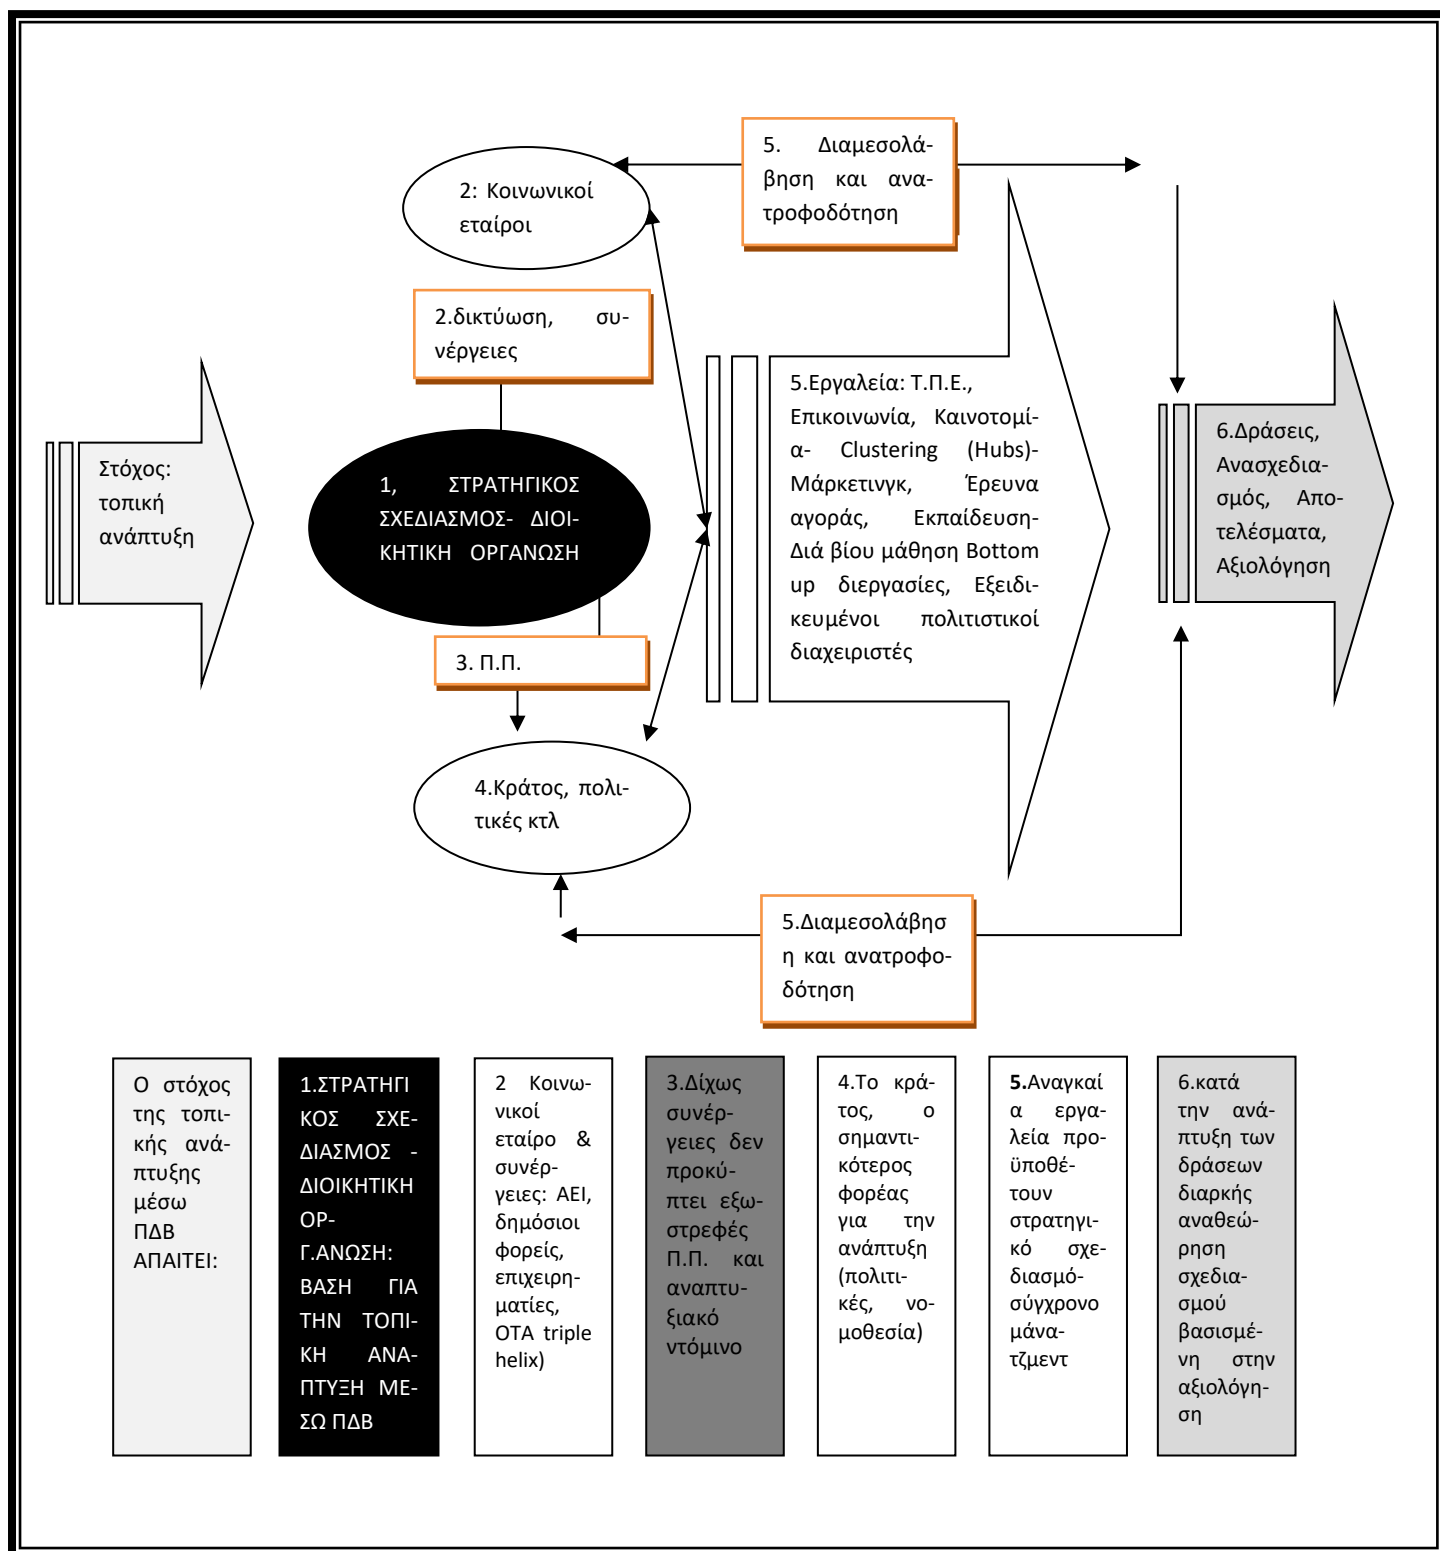 5. Διαμεσολά-
βηση και ανα-
τροφοδότηση
2: Κοινωνικοί
εταίροι
2.δικτύωση, συ-
νέργειες
Στόχος:
τοπική
ανάπτυξη
1, ΣΤΡΑΤΗΓΙΚΟΣ
ΣΧΕΔΙΑΣΜΟΣ- ΔΙΟΙ-
ΚΗΤΙΚΗ ΟΡΓΑΝΩΣΗ
3. Π.Π.
4.Κράτος, πολι-
τικές κτλ
5.Εργαλεία: Τ.Π.Ε.,
Επικοινωνία, Καινοτομί-
α- Clustering (Hubs)-
Μάρκετινγκ, Έρευνα
αγοράς, Εκπαίδευση-
Διά βίου μάθηση Bottom
up διεργασίες, Εξειδι-
κευμένοι πολιτιστικοί
διαχειριστές
6.Δράσεις,
Ανασχεδια-
σμός, Απο-
τελέσματα,
Αξιολόγηση
5.Διαμεσολάβησ
η και ανατροφο-
δότηση
Ο στόχος
της τοπι-
κής ανά-
πτυξης
μέσω
ΠΔΒ
ΑΠΑΙΤΕΙ:
1.ΣΤΡΑΤΗΓΙ
ΚΟΣ ΣΧΕ-
ΔΙΑΣΜΟΣ -
ΔΙΟΙΚΗΤΙΚΗ
ΟΡ-
Γ.ΑΝΩΣΗ:
ΒΑΣΗ ΓΙΑ
ΤΗΝ ΤΟΠΙ-
ΚΗ ΑΝΑ-
ΠΤΥΞΗ ΜΕ-
ΣΩ ΠΔΒ
2 Κοινω-
νικοί
εταίρο &
συνέρ-
γειες: ΑΕΙ,
δημόσιοι
φορείς,
επιχειρη-
ματίες,
ΟΤΑ triple
helix)
3.Δίχως
συνέρ-
γειες δεν
προκύ-
πτει εξω-
στρεφές
Π.Π. και
αναπτυ-
ξιακό
ντόμινο
4.Το κρά-
τος, ο
σημαντι-
κότερος
φορέας
για την
ανάπτυξη
(πολιτι-
κές, νο-
μοθεσία)
5.Αναγκαί
α εργα-
λεία προ-
ϋποθέ-
τουν
στρατηγι-
κό σχε-
διασμό-
σύγχρονο
μάνα-
τζμεντ
6.κατά
την ανά-
πτυξη των
δράσεων
διαρκής
αναθεώ-
ρηση
σχεδια-
σμού
βασισμέ-
νη στην
αξιολόγη-
ση